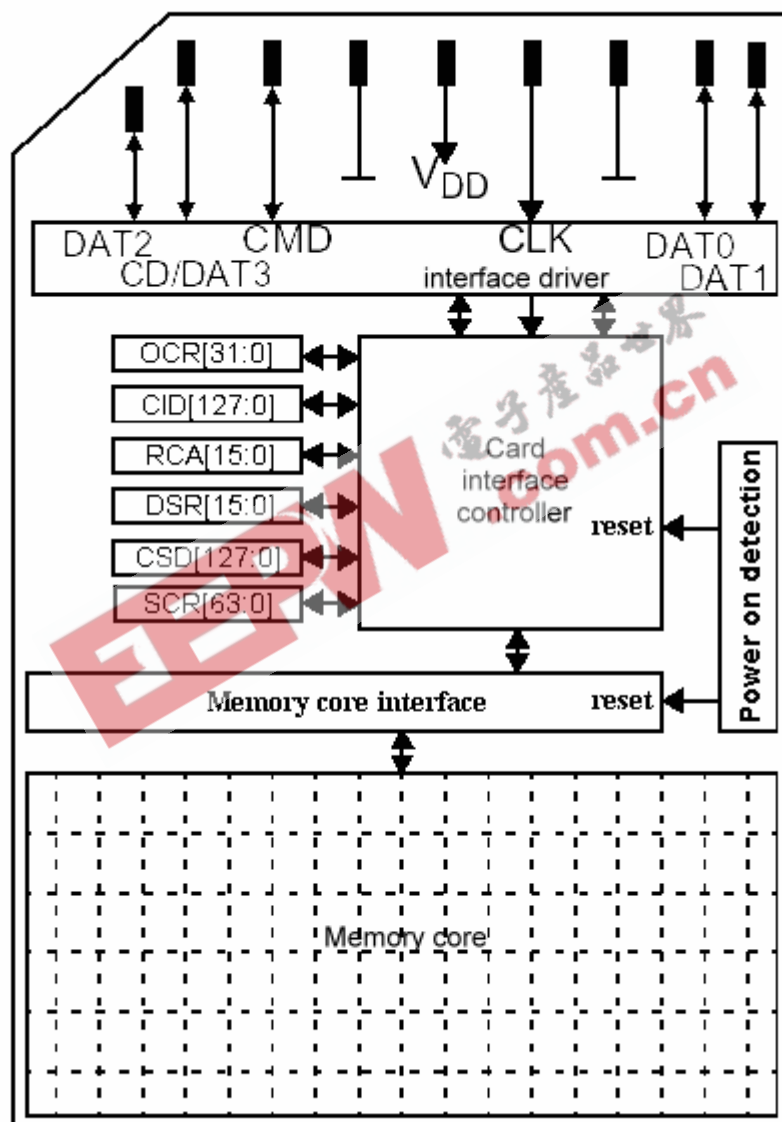 V
DD
DAT2
CMD
CLK
DAT0
CD/DAT3
interface driver
DAT1
OCR[31:0]
CID[127:0]
RCA[15:0]
DSR[15:0]
CSD[127:0]
SCR[63:0]
Card
interface
controller
reset
Power on detection
Memory core interface
reset
Memory core
EEPW
.com.cn
電子產品世界